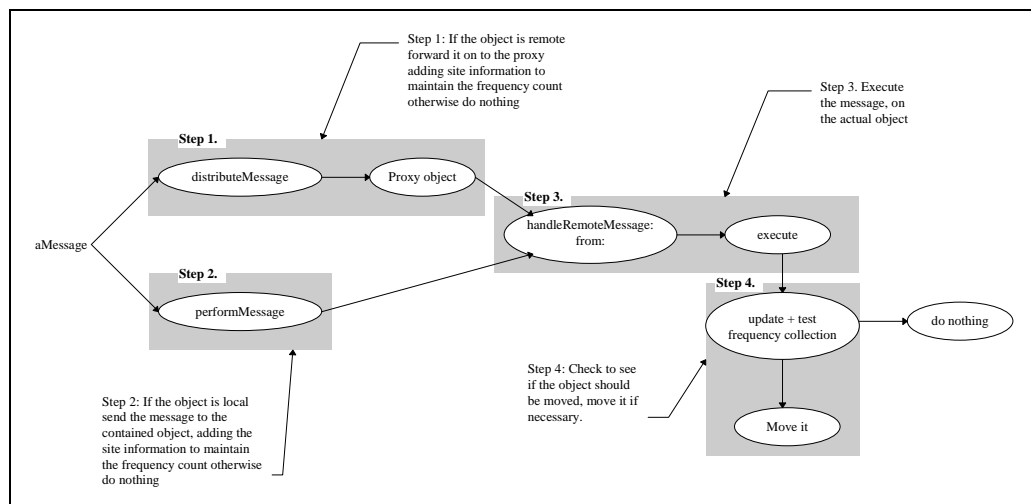 Step 1: If the object is remote
forward it on to the proxy
adding site information to
maintain the frequency count
otherwise do nothing
Step 3. Execute
the message, on
the actual object
Step 1.
distributeMessage
Proxy object
Step 3.
handleRemoteMessage:
from:
execute
aMessage
Step 2.
performMessage
Step 4.
update + test
frequency collection
do nothing
Step 4: Check to see
if the object should
be moved, move it if
necessary.
Move it
Step 2: If the object is local
send the message to the
contained object, adding the
site information to maintain
the frequency count otherwise
do nothing